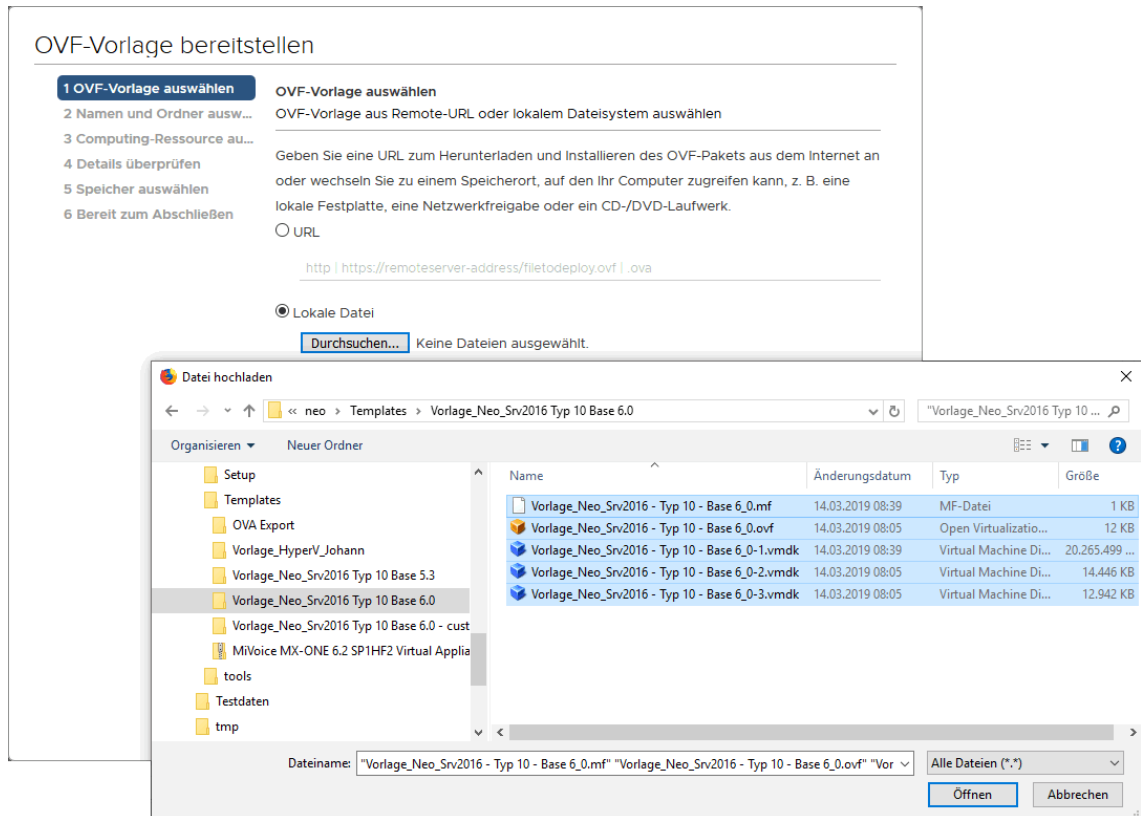 OVF-Vorlage bereitstellen
1 OVF-Vorlage auswählen
2 Namen und Ordner ausw...
3 Computing-Ressource au...
4 Details überprüfen
5 Speicher auswählen
6 Bereit zum Abschließen
OVF-Vorlage auswählen
OVF-Vorlage aus Remote-URL oder lokalem Dateisystem auswählen
Geben Sie eine URL zum Herunterladen und Installieren des OVF-Pakets aus dem Internet an
oder wechseln Sie zu einem Speicherort, auf den Ihr Computer zugreifen kann, z. B. eine
lokale Festplatte, eine Netzwerkfreigabe oder ein CD-/DVD-Laufwerk.
URL
http | https://remoteserver-address/filetodeploy.ovf | .ova
Lokale Datei
Durchsuchen... Keine Dateien ausgewählt.
Datei hochladen
« neo > Templates > Vorlage_Neo_Srv2016 Typ 10 Base 6.0
"Vorlage_Neo_Srv2016 Typ 10 ...
Organisieren Neuer Ordner
Setup
Templates
OVA Export
Vorlage_HyperV_Johann
Vorlage_Neo_Srv2016 Typ 10 Base 5.3
Vorlage_Neo_Srv2016 Typ 10 Base 6.0
Vorlage_Neo_Srv2016 Typ 10 Base 6.0 - cust
MiVoice MX-ONE 6.2 SP1HF2 Virtual Applia
tools
Testdaten
tmp
Name Änderungsdatum Typ Größe
Vorlage_Neo_Srv2016 - Typ 10 - Base 6_0.mf 14.03.2019 08:39 MF-Datei 1 KB
Vorlage_Neo_Srv2016 - Typ 10 - Base 6_0.ovf 14.03.2019 08:05 Open Virtualizatio... 12 KB
Vorlage_Neo_Srv2016 - Typ 10 - Base 6_0-1.vmdk 14.03.2019 08:39 Virtual Machine Di... 20.265.499 ...
Vorlage_Neo_Srv2016 - Typ 10 - Base 6_0-2.vmdk 14.03.2019 08:05 Virtual Machine Di... 14.446 KB
Vorlage_Neo_Srv2016 - Typ 10 - Base 6_0-3.vmdk 14.03.2019 08:05 Virtual Machine Di... 12.942 KB
Dateiname: "Vorlage_Neo_Srv2016 - Typ 10 - Base 6_0.mf" "Vorlage_Neo_Srv2016 - Typ 10 - Base 6_0.ovf" "Vor
Alle Dateien (*.*)
Öffnen Abbrechen